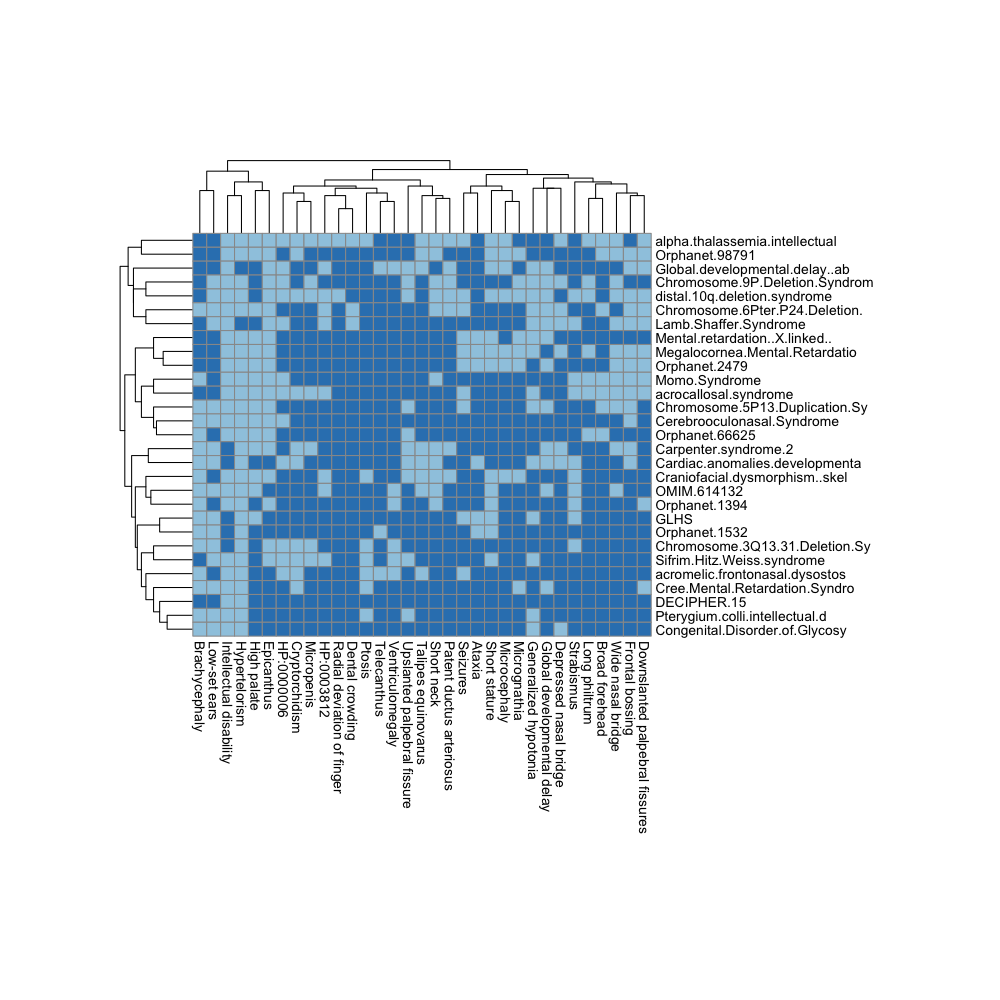 alpha.thalassemia.intellectual
Orphanet.98791
Global.developmental.delay..ab
Chromosome.9P.Deletion.Syndrom
distal.10q.deletion.syndrome
Chromosome.6Pter.P24.Deletion.
Lamb.Shaffer.Syndrome
Mental.retardation..X.linked..
Megalocornea.Mental.Retardatio
Orphanet.2479
Momo.Syndrome
acrocallosal.syndrome
Chromosome.5P13.Duplication.Sy
Cerebrooculonasal.Syndrome
Orphanet.66625
Carpenter.syndrome.2
Cardiac.anomalies.developmenta
Craniofacial.dysmorphism..skel
OMIM.614132
Orphanet.1394
GLHS
Orphanet.1532
Chromosome.3Q13.31.Deletion.Sy
Sifrim.Hitz.Weiss.syndrome
acromelic.frontonasal.dysostos
Cree.Mental.Retardation.Syndro
DECIPHER.15
Pterygium.colli.intellectual.d
Congenital.Disorder.of.Glycosy
Brachycephaly
Low-set ears
Intellectual disability
Hypertelorism
High palate
Epicanthus
HP:0000006
Cryptorchidism
Micropenis
HP:0003812
Radial deviation of finger
Dental crowding
Ptosis
Telecanthus
Ventriculomegaly
Upslanted palpebral fissure
Talipes equinovarus
Short neck
Patent ductus arteriosus
Seizures
Ataxia
Short stature
Microcephaly
Micrognathia
Generalized hypotonia
Global developmental delay
Depressed nasal bridge
Strabismus
Long philtrum
Broad forehead
Wide nasal bridge
Frontal bossing
Downslanted palpebral fissures